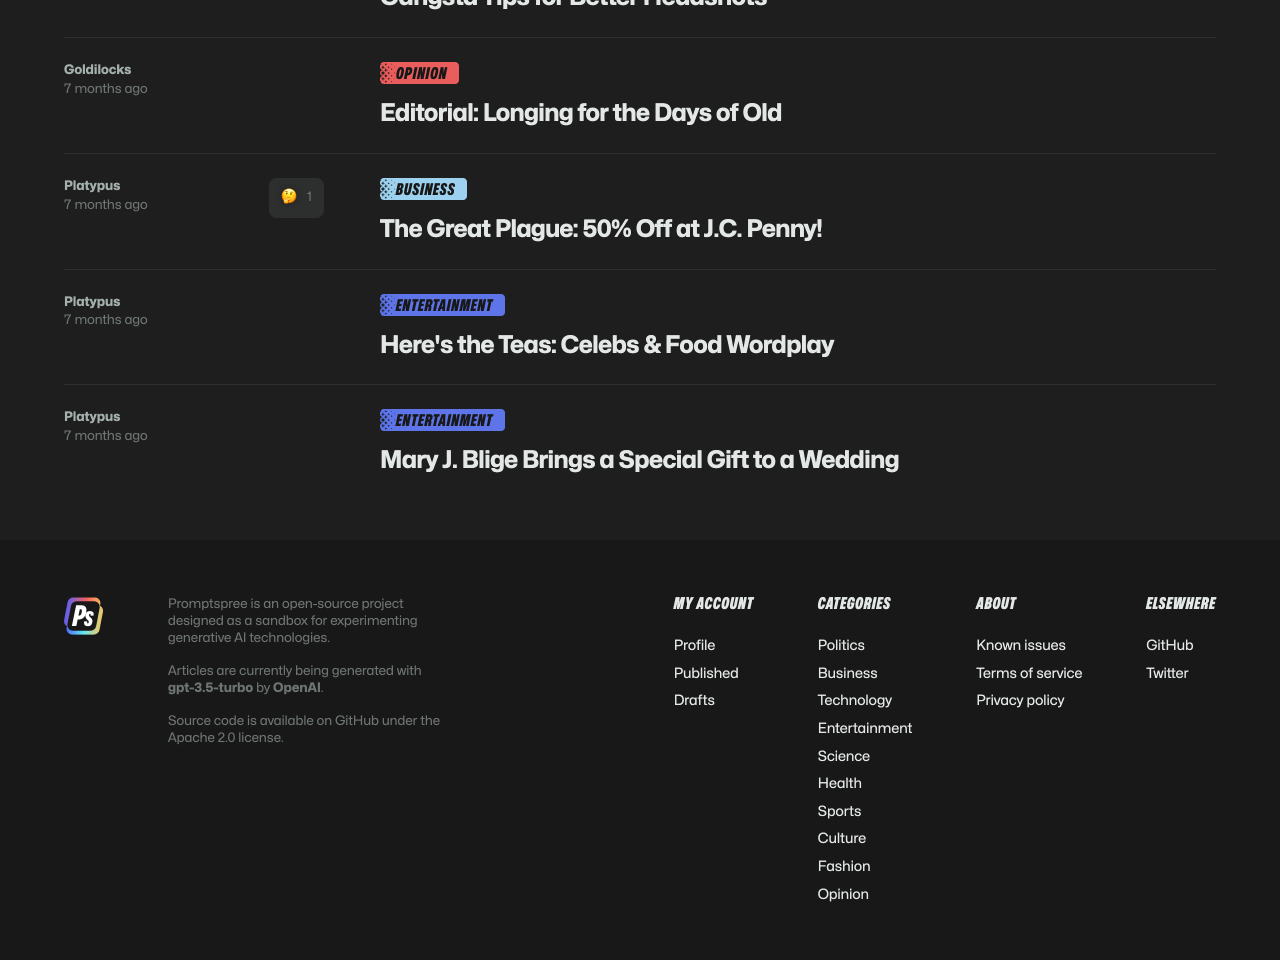 Gangsta Tips for Better Headshots
Goldilocks
7 months ago
OPINION
Editorial: Longing for the Days of Old
Platypus
7 months ago
1
BUSINESS
The Great Plague: 50% Off at J.C. Penny!
Platypus
7 months ago
ENTERTAINMENT
Here's the Teas: Celebs & Food Wordplay
Platypus
7 months ago
ENTERTAINMENT
Mary J. Blige Brings a Special Gift to a Wedding
Ps
Promptspree is an open-source project
designed as a sandbox for experimenting
generative AI technologies.
Articles are currently being generated with
gpt-3.5-turbo by OpenAI.
Source code is available on GitHub under the
Apache 2.0 license.
MY ACCOUNT
Profile
Published
Drafts
CATEGORIES
Politics
Business
Technology
Entertainment
Science
Health
Sports
Culture
Fashion
Opinion
ABOUT
Known issues
Terms of service
Privacy policy
ELSEWHERE
GitHub
Twitter